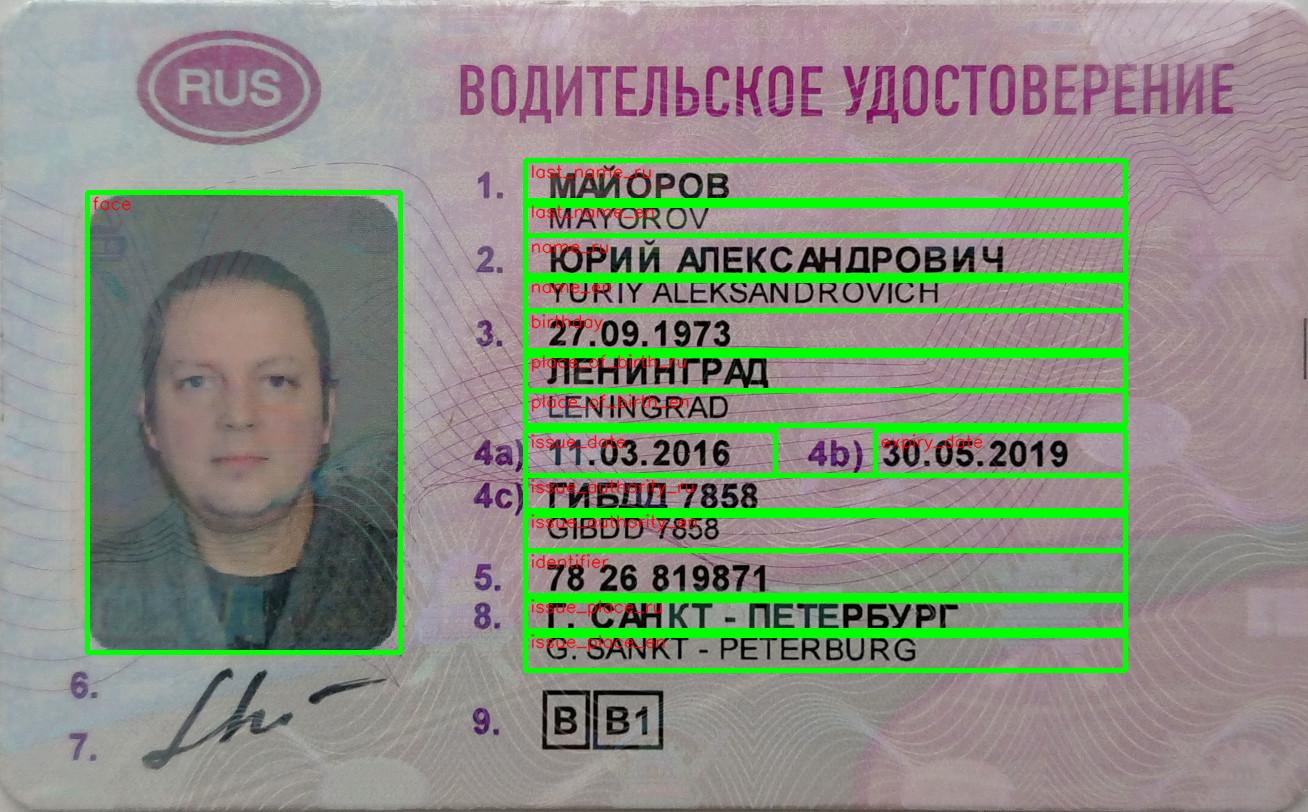 RUS
ВОДИТЕЛЬСКОЕ УДОСТОВЕРЕНИЕ
face
1. last_name_ru МАЙОРОВ
last_name_en MAYOROV
2. name_ru ЮРИЙ АЛЕКСАНДРОВИЧ
name_en YURIY ALEKSANDROVICH
3. birthday 27.09.1973
place_of_birth_ru ЛЕНИНГРАД
place_of_birth_en LENINGRAD
4a) issue_date 11.03.2016 4b) expiry_date 30.05.2019
4c) issue_authority_ru ГИБДД 7858
issue_authority_en GIBDD 7858
5. identifier 78 26 819871
8. issue_place_ru Г. САНКТ - ПЕТЕРБУРГ
issue_place_en G. SANKT - PETERBURG
6.
7.
9. B B1